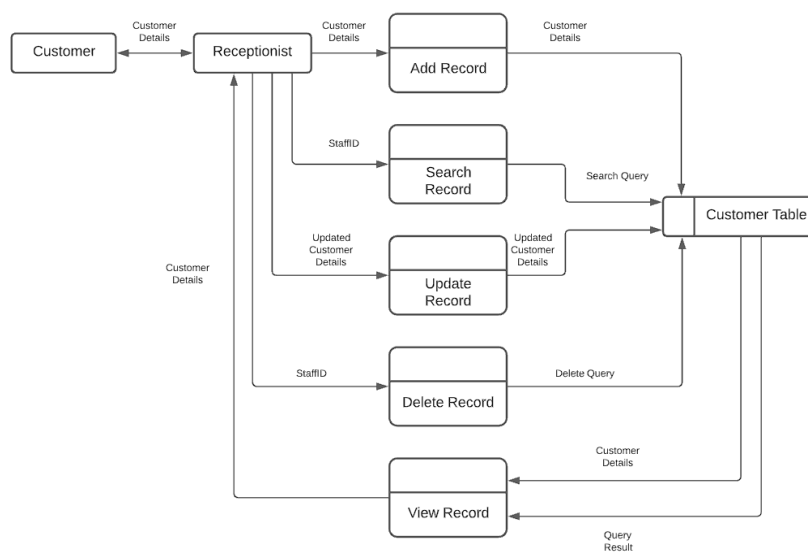 Customer
Details
Customer
Details
Customer
Details
Customer
Receptionist
Add Record
StaffID
Search
Record
Search Query
Customer Table
Updated
Customer
Details
Updated
Customer
Details
Customer
Details
Update
Record
StaffID
Delete Record
Delete Query
Customer
Details
View Record
Query
Result